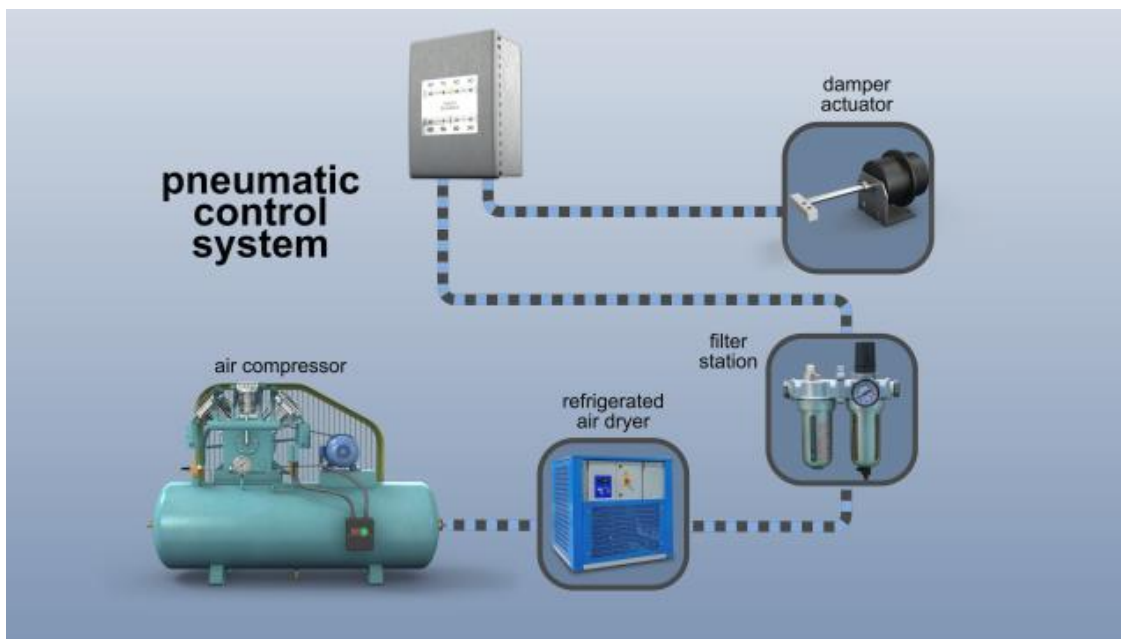 damper
actuator
pneumatic
control
system
filter
station
air compressor
refrigerated
air dryer